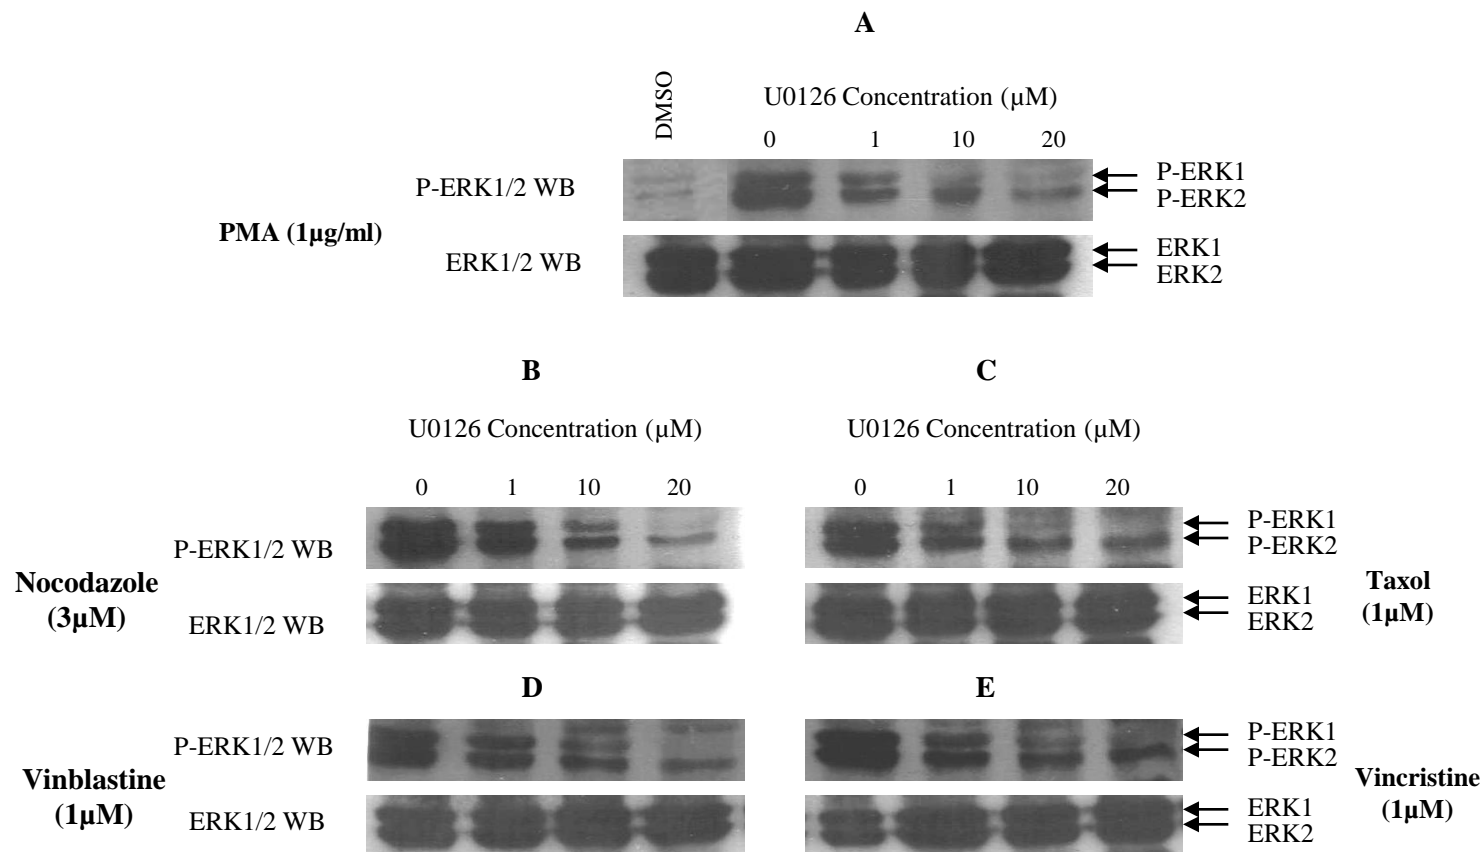 A
DMSO
U0126 Concentration (µM)
0 1 10 20
P-ERK1/2 WB
P-ERK1
P-ERK2
PMA (1µg/ml)
ERK1/2 WB
ERK1
ERK2
B
C
U0126 Concentration (µM)
U0126 Concentration (µM)
0 1 10 20
0 1 10 20
P-ERK1/2 WB
P-ERK1
P-ERK2
Nocodazole
(3µM)
ERK1/2 WB
ERK1
ERK2
Taxol
(1µM)
D
E
P-ERK1/2 WB
P-ERK1
P-ERK2
Vinblastine
(1µM)
ERK1/2 WB
ERK1
ERK2
Vincristine
(1µM)